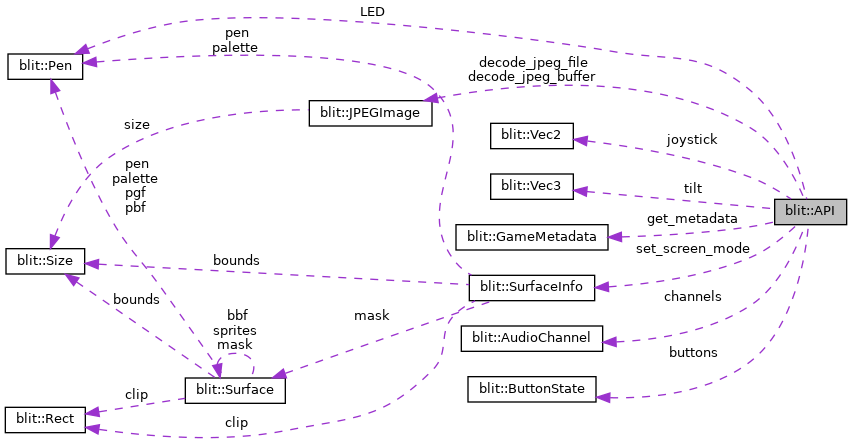 LED
pen
palette
blit::Pen
decode_jpeg_file
decode_jpeg_buffer
blit::JPEGImage
size
blit::Vec2
joystick
pen
palette
pgf
pbf
blit::Vec3
tilt
blit::API
get_metadata
blit::GameMetadata
set_screen_mode
blit::Size
bounds
blit::SurfaceInfo
bounds
channels
bbf
sprites
mask
mask
blit::AudioChannel
buttons
blit::Surface
blit::ButtonState
clip
blit::Rect
clip